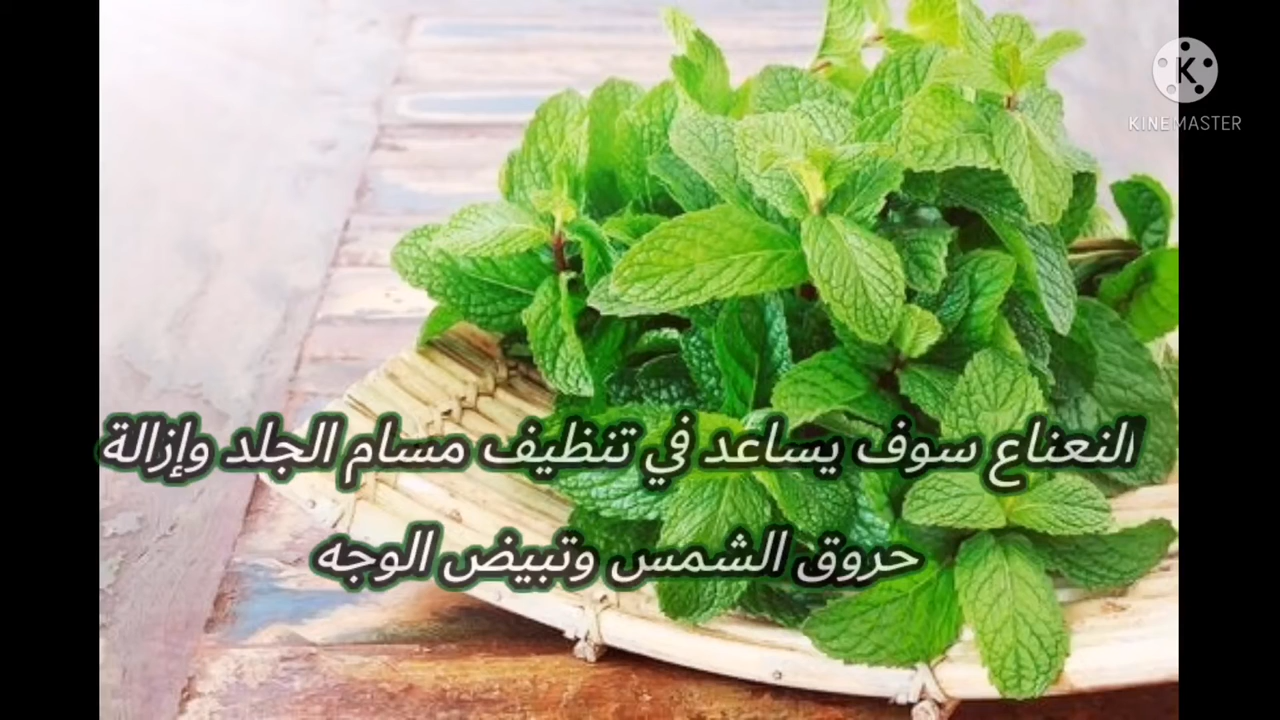 KINEMASTER
النعناع سوف يساعد في تنظيف مسام الجلد وإزالة
حروق الشمس وتبيض الوجه